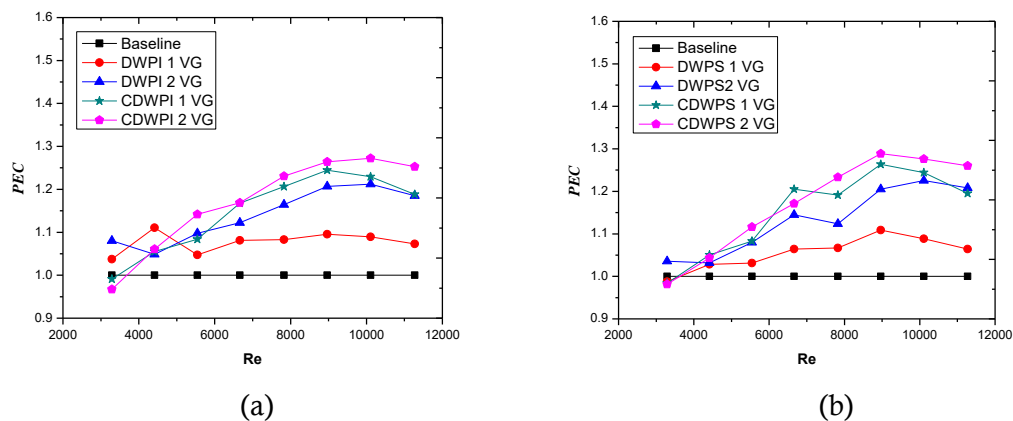 1.6
1.5
1.4
1.3
1.2
1.1
1.0
0.9
PEC
Baseline
DWPI 1 VG
DWPI 2 VG
CDWPI 1 VG
CDWPI 2 VG
2000 4000 6000 8000 10000 12000
Re
(a)
1.6
1.5
1.4
1.3
1.2
1.1
1.0
0.9
PEC
Baseline
DWPS 1 VG
DWPS2 VG
CDWPS 1 VG
CDWPS 2 VG
2000 4000 6000 8000 10000 12000
Re
(b)